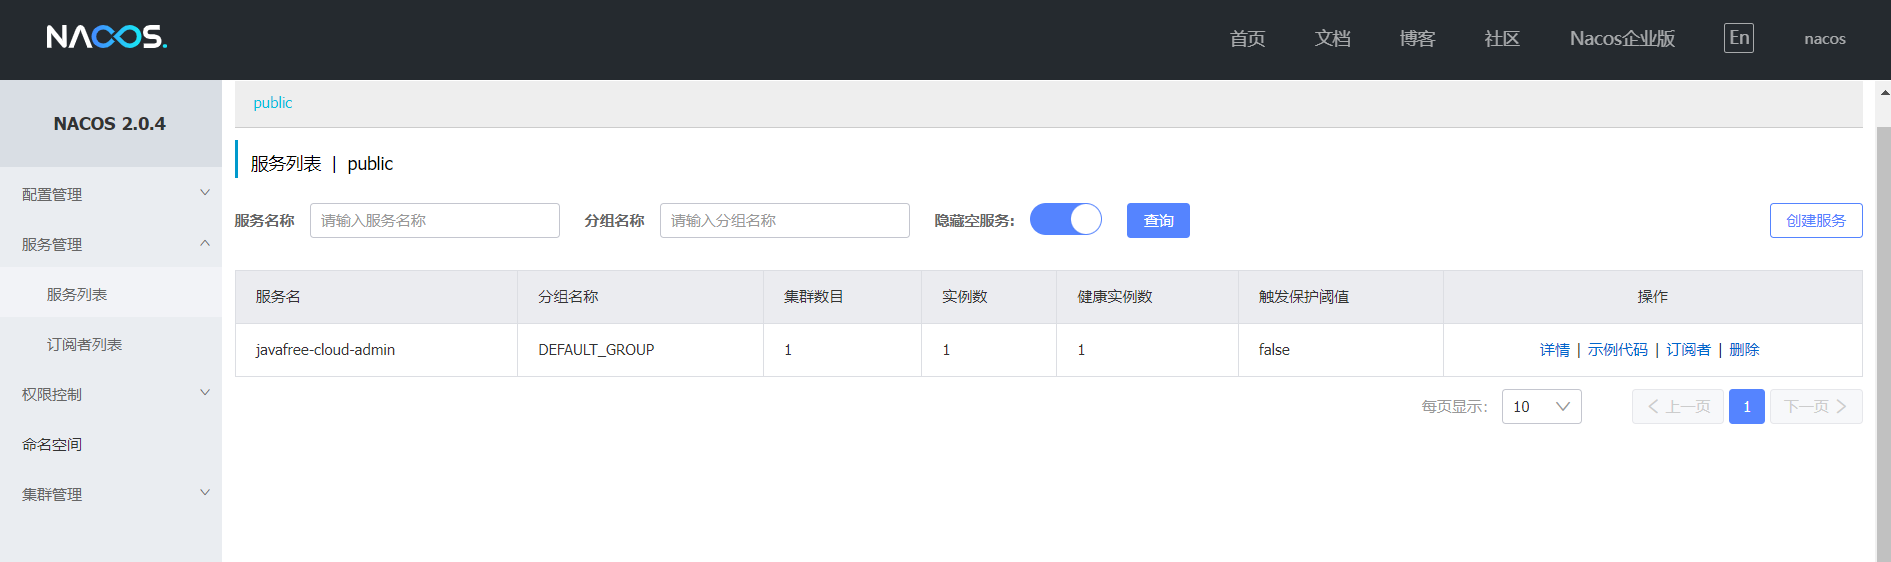 NACOS. 首页 文档 博客 社区 Nacos企业版 En nacos
NACOS 2.0.4
配置管理
服务管理
服务列表
订阅者列表
权限控制
命名空间
集群管理
public
服务列表 | public
服务名称 请输入服务名称 分组名称 请输入分组名称 隐藏空服务: 查询 创建服务
服务名 分组名称 集群数目 实例数 健康实例数 触发保护阈值 操作
javafree-cloud-admin DEFAULT_GROUP 1 1 1 false 详情 | 示例代码 | 订阅者 | 删除
每页显示: 10 上一页 1 下一页